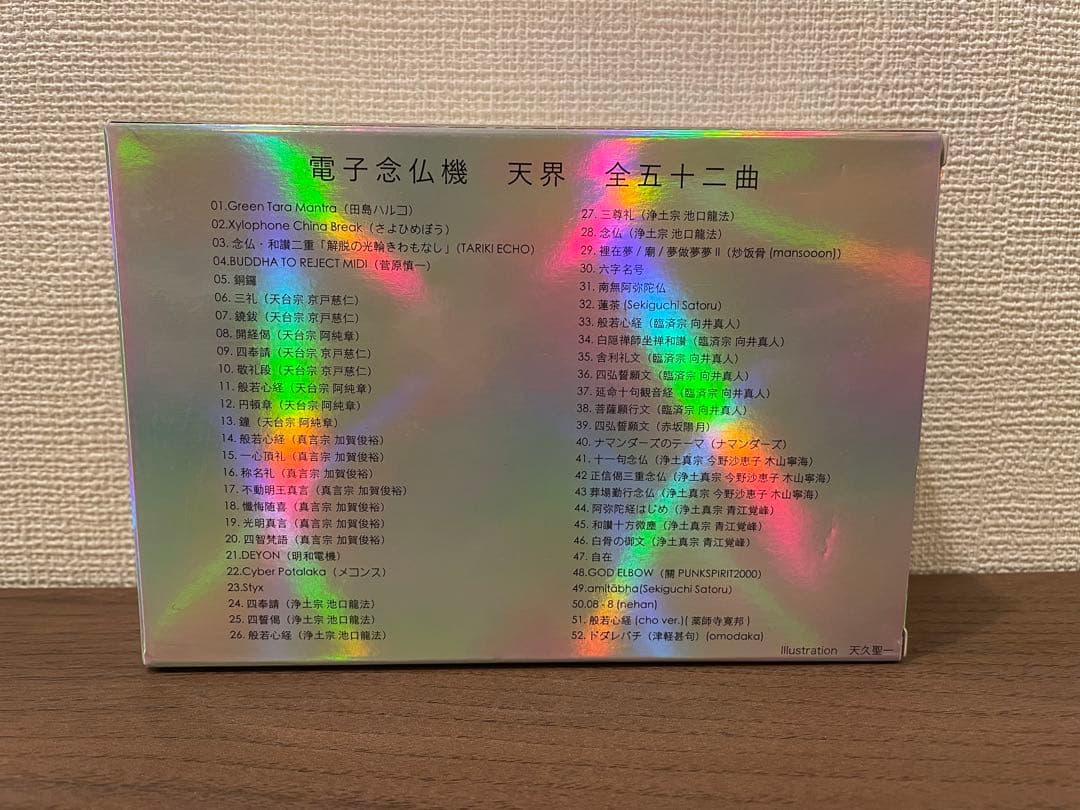 電子念仏機 天界 全五十二曲
01.Green Tara Mantra（田島ハルコ）
02.Xylophone China Break（さよひめぼう）
03. 念仏・和讃二重「解脱の光輪きわもなし」（TARIKI ECHO）
04.BUDDHA TO REJECT MIDI（菅原慎一）
05. 銅鑼
06. 三礼（天台宗 京戸慈仁）
07. 鐃鈸（天台宗 京戸慈仁）
08. 開経偈（天台宗 阿純章）
09. 四奉請（天台宗 京戸慈仁）
10. 敬礼段（天台宗 京戸慈仁）
11. 般若心経（天台宗 阿純章）
12. 円頓章（天台宗 阿純章）
13. 鐘（天台宗 阿純章）
14. 般若心経（真言宗 加賀俊裕）
15. 一心頂礼（真言宗 加賀俊裕）
16. 称名礼（真言宗 加賀俊裕）
17. 不動明王真言（真言宗 加賀俊裕）
18. 懺悔随喜（真言宗 加賀俊裕）
19. 光明真言（真言宗 加賀俊裕）
20. 四智梵語（真言宗 加賀俊裕）
21.DEYON（明和電機）
22.Cyber Potalaka（メコンス）
23.Styx
24. 四奉請（浄土宗 池口龍法）
25. 四誓偈（浄土宗 池口龍法）
26. 般若心経（浄土宗 池口龍法）
27. 三尊礼（浄土宗 池口龍法）
28. 念仏（浄土宗 池口龍法）
29. 裡在夢 / 廟 / 夢做夢夢 II（炒饭骨 (mansooon)）
30. 六字名号
31. 南無阿弥陀仏
32. 蓮茶 (Sekiguchi Satoru)
33. 般若心経（臨済宗 向井真人）
34. 白隠禅師坐禅和讃（臨済宗 向井真人）
35. 舎利礼文（臨済宗 向井真人）
36. 四弘誓願文（臨済宗 向井真人）
37. 延命十句観音経（臨済宗 向井真人）
38. 菩薩願行文（臨済宗 向井真人）
39. 四弘誓願文（赤坂陽月）
40. ナマンダーズのテーマ（ナマンダーズ）
41. 十一句念仏（浄土真宗 今野沙恵子 木山寧海）
42 正信偈三重念仏（浄土真宗 今野沙恵子 木山寧海）
43 葬場勤行念仏（浄土真宗 今野沙恵子 木山寧海）
44. 阿弥陀経はじめ（浄土真宗 青江覚峰）
45. 和讃十方微塵（浄土真宗 青江覚峰）
46. 白骨の御文（浄土真宗 青江覚峰）
47. 自在
48.GOD ELBOW（關 PUNKSPIRIT2000）
49.amitābha(Sekiguchi Satoru)
50.08 - 8 (nehan)
51. 般若心経 (cho ver.)( 薬師寺寛邦 )
52. ドダレバチ（津軽甚句）(omodaka)
Illustration 天久聖一